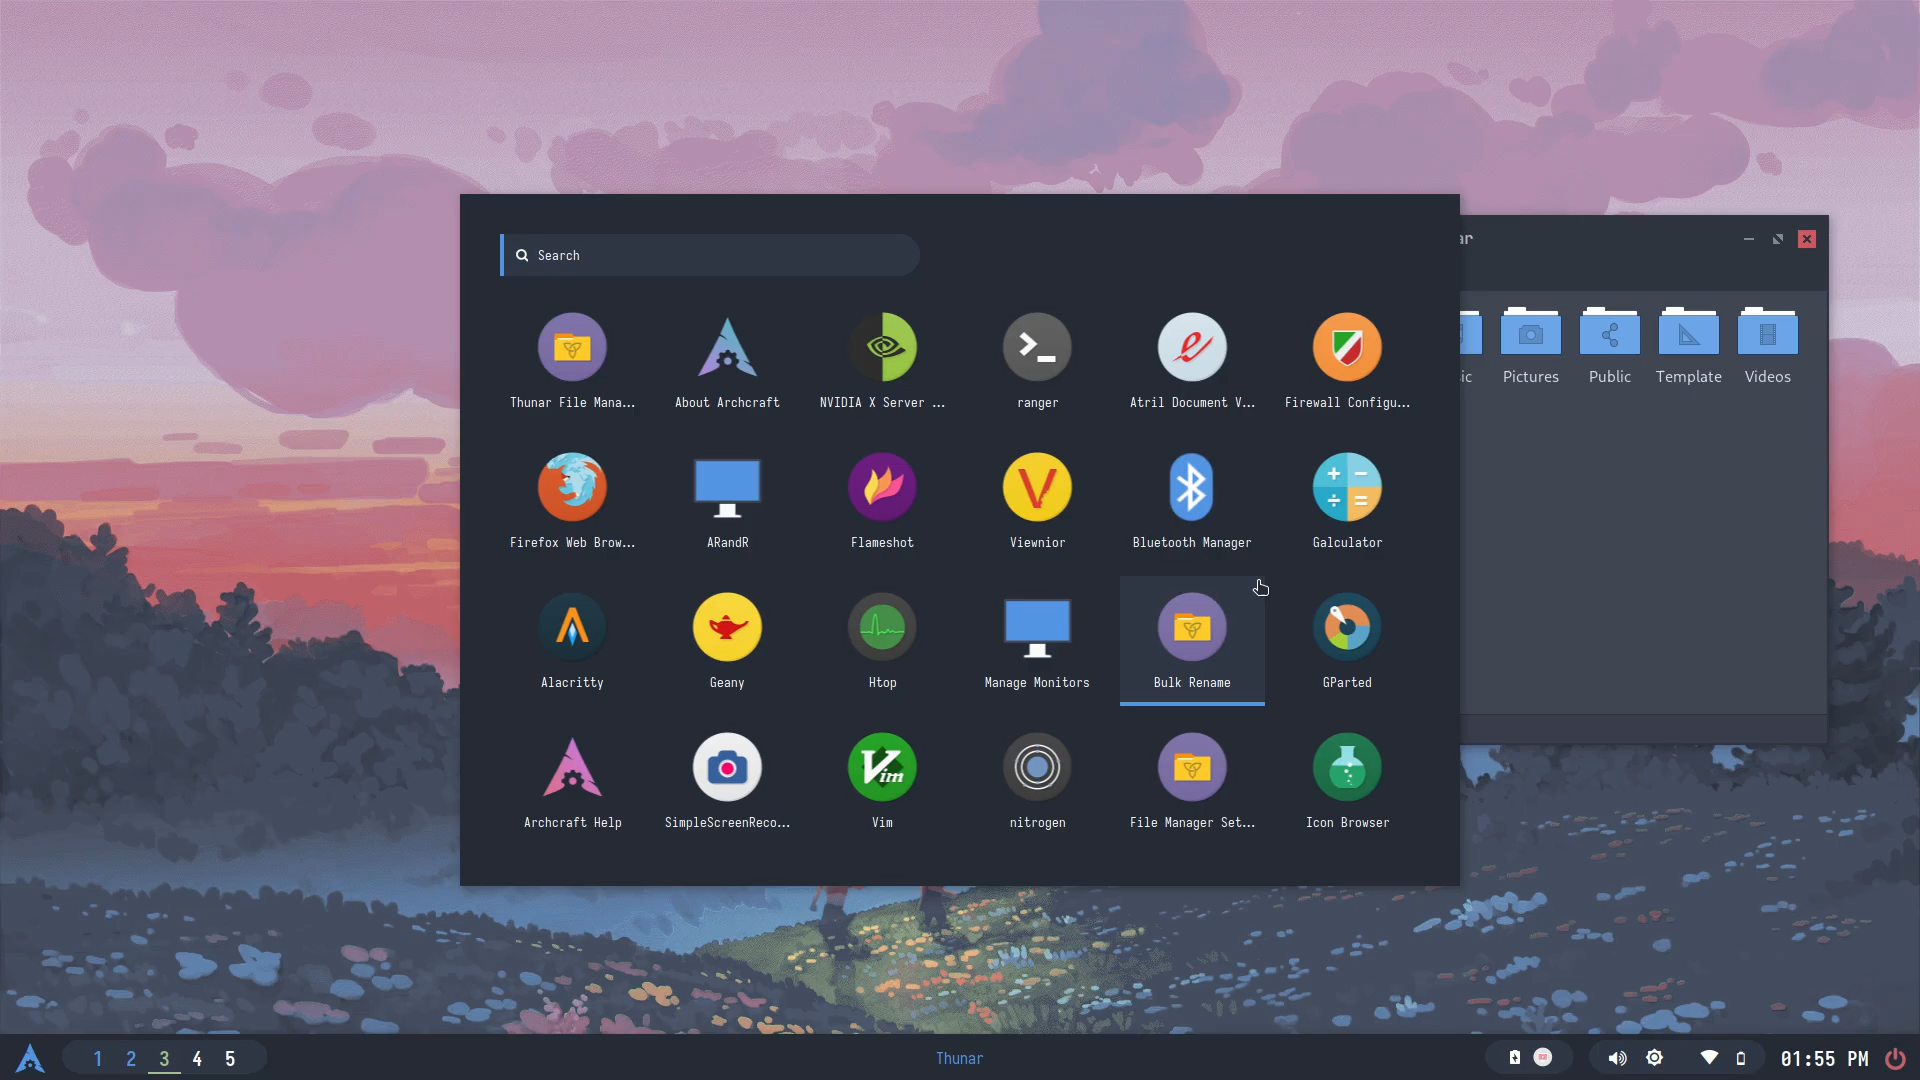 ar
Search
Thunar File Mana...
About Archcraft
NVIDIA X Server ...
ranger
Atril Document V...
Firewall Configu...
ic
Pictures
Public
Template
Videos
Firefox Web Brow...
ARandR
Flameshot
Viewnior
Bluetooth Manager
Galculator
Alacritty
Geany
Htop
Manage Monitors
Bulk Rename
GParted
Archcraft Help
SimpleScreenReco...
Vim
nitrogen
File Manager Set...
Icon Browser
1 2 3 4 5
Thunar
01:55 PM